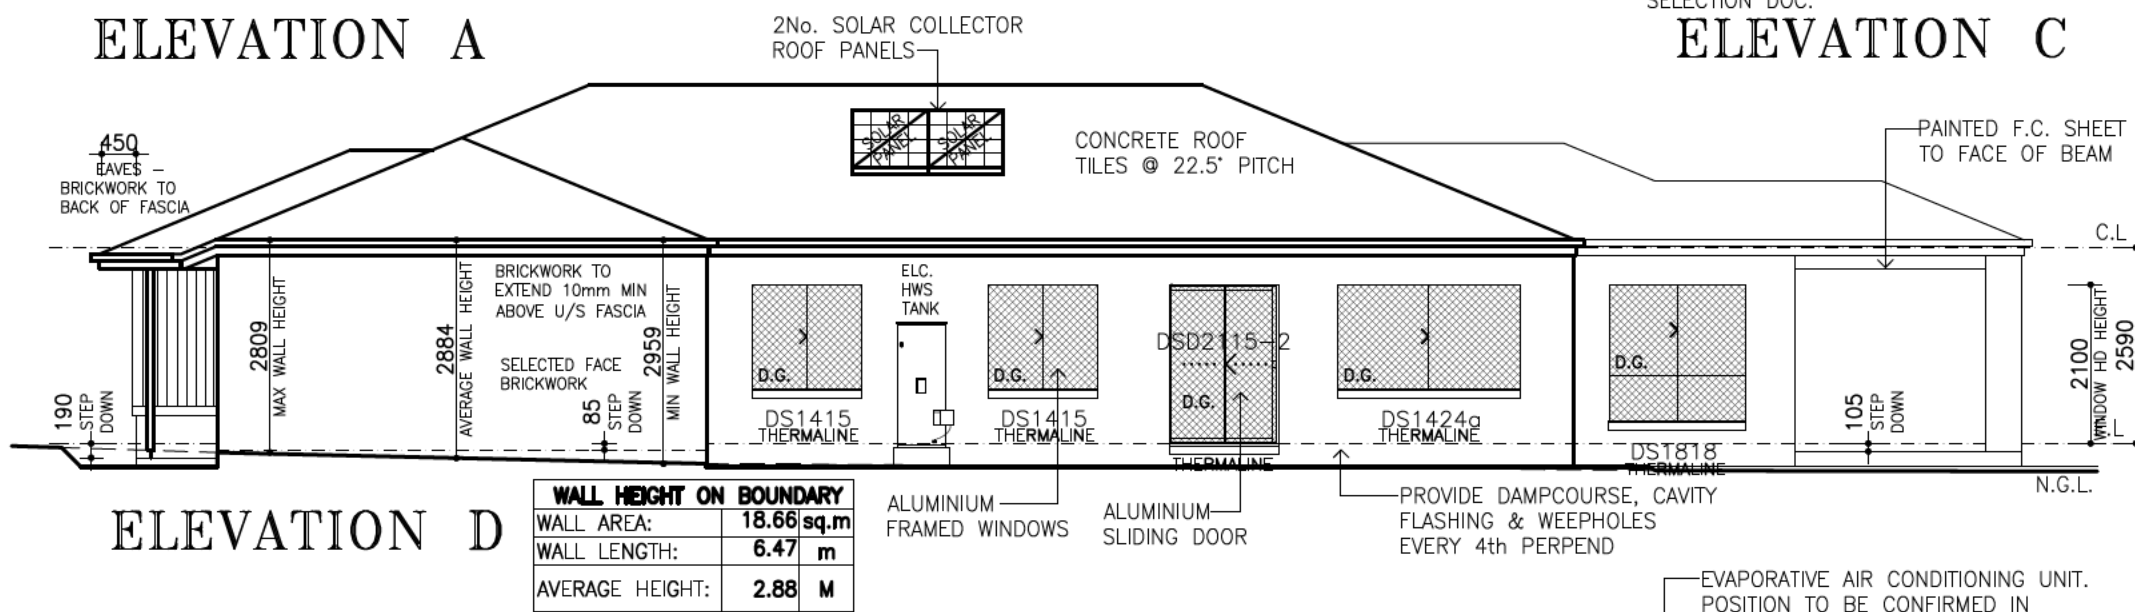 SELECTION DOC.
ELEVATION A
ELEVATION C
2No. SOLAR COLLECTOR
ROOF PANELS
SOLAR
PANEL
SOLAR
PANEL
CONCRETE ROOF
TILES @ 22.5° PITCH
PAINTED F.C. SHEET
TO FACE OF BEAM
450
EAVES –
BRICKWORK TO
BACK OF FASCIA
C.L
190
STEP
DOWN
2809
MAX WALL HEIGHT
2884
AVERAGE WALL HEIGHT
BRICKWORK TO
EXTEND 10mm MIN
ABOVE U/S FASCIA
SELECTED FACE
BRICKWORK
85
STEP
DOWN
2959
MIN WALL HEIGHT
D.G.
DS1415
THERMALINE
ELC.
HWS
TANK
D.G.
DS1415
THERMALINE
DSD2115-2
D.G.
THERMALINE
D.G.
DS1424a
THERMALINE
D.G.
DS1818
THERMALINE
105
STEP
DOWN
2100
WINDOW HD HEIGHT
2590
.L
N.G.L.
ELEVATION D
WALL HEIGHT ON BOUNDARY
WALL AREA: 18.66 sq.m
WALL LENGTH: 6.47 m
AVERAGE HEIGHT: 2.88 M
ALUMINIUM
FRAMED WINDOWS
ALUMINIUM
SLIDING DOOR
PROVIDE DAMPCOURSE, CAVITY
FLASHING & WEEPHOLES
EVERY 4th PERPEND
EVAPORATIVE AIR CONDITIONING UNIT.
POSITION TO BE CONFIRMED IN